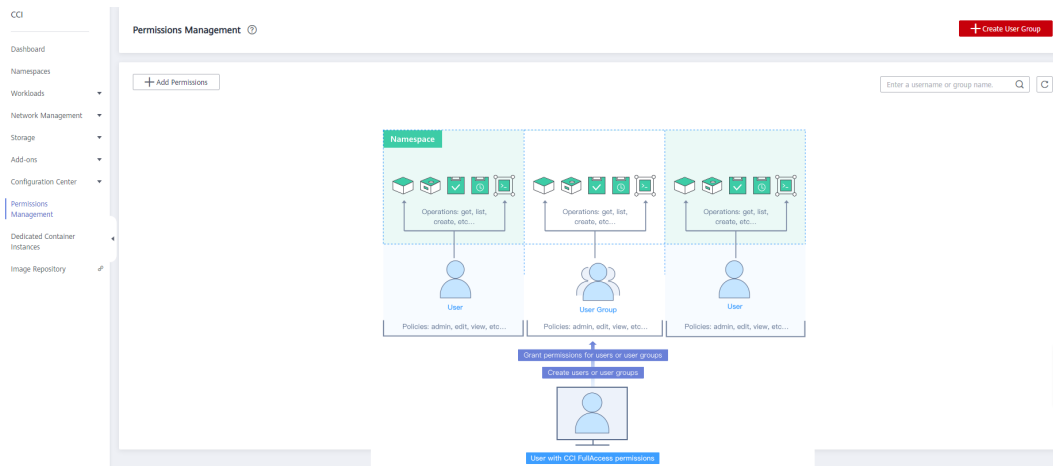 CCI
Dashboard
Namespaces
Workloads
Network Management
Storage
Add-ons
Configuration Center
Permissions
Management
Dedicated Container
Instances
Image Repository
Permissions Management
Create User Group
Add Permissions
Enter a username or group name.
Namespace
Operations: get, list,
create, etc...
Operations: get, list,
create, etc...
Operations: get, list,
create, etc...
User
User Group
User
Policies: admin, edit, view, etc...
Policies: admin, edit, view, etc...
Policies: admin, edit, view, etc...
Grant permissions for users or user groups
Create users or user groups
User with CCI FullAccess permissions